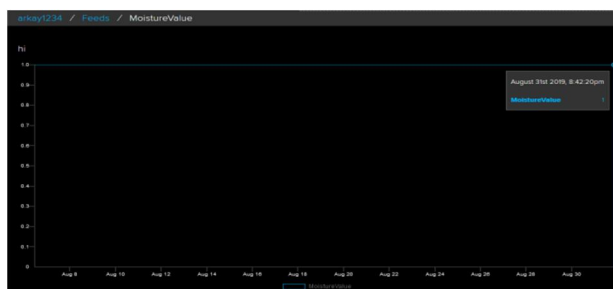 arkay1234 / Feeds / MoistureValue
hi
1.0
August 31st 2019, 8:42:20pm
MoistureValue 1
0.9
0.8
0.7
0.6
0.5
0.4
0.3
0.2
0.1
0
Aug 8 Aug 10 Aug 12 Aug 14 Aug 16 Aug 18 Aug 20 Aug 22 Aug 24 Aug 26 Aug 28 Aug 30
MoistureValue